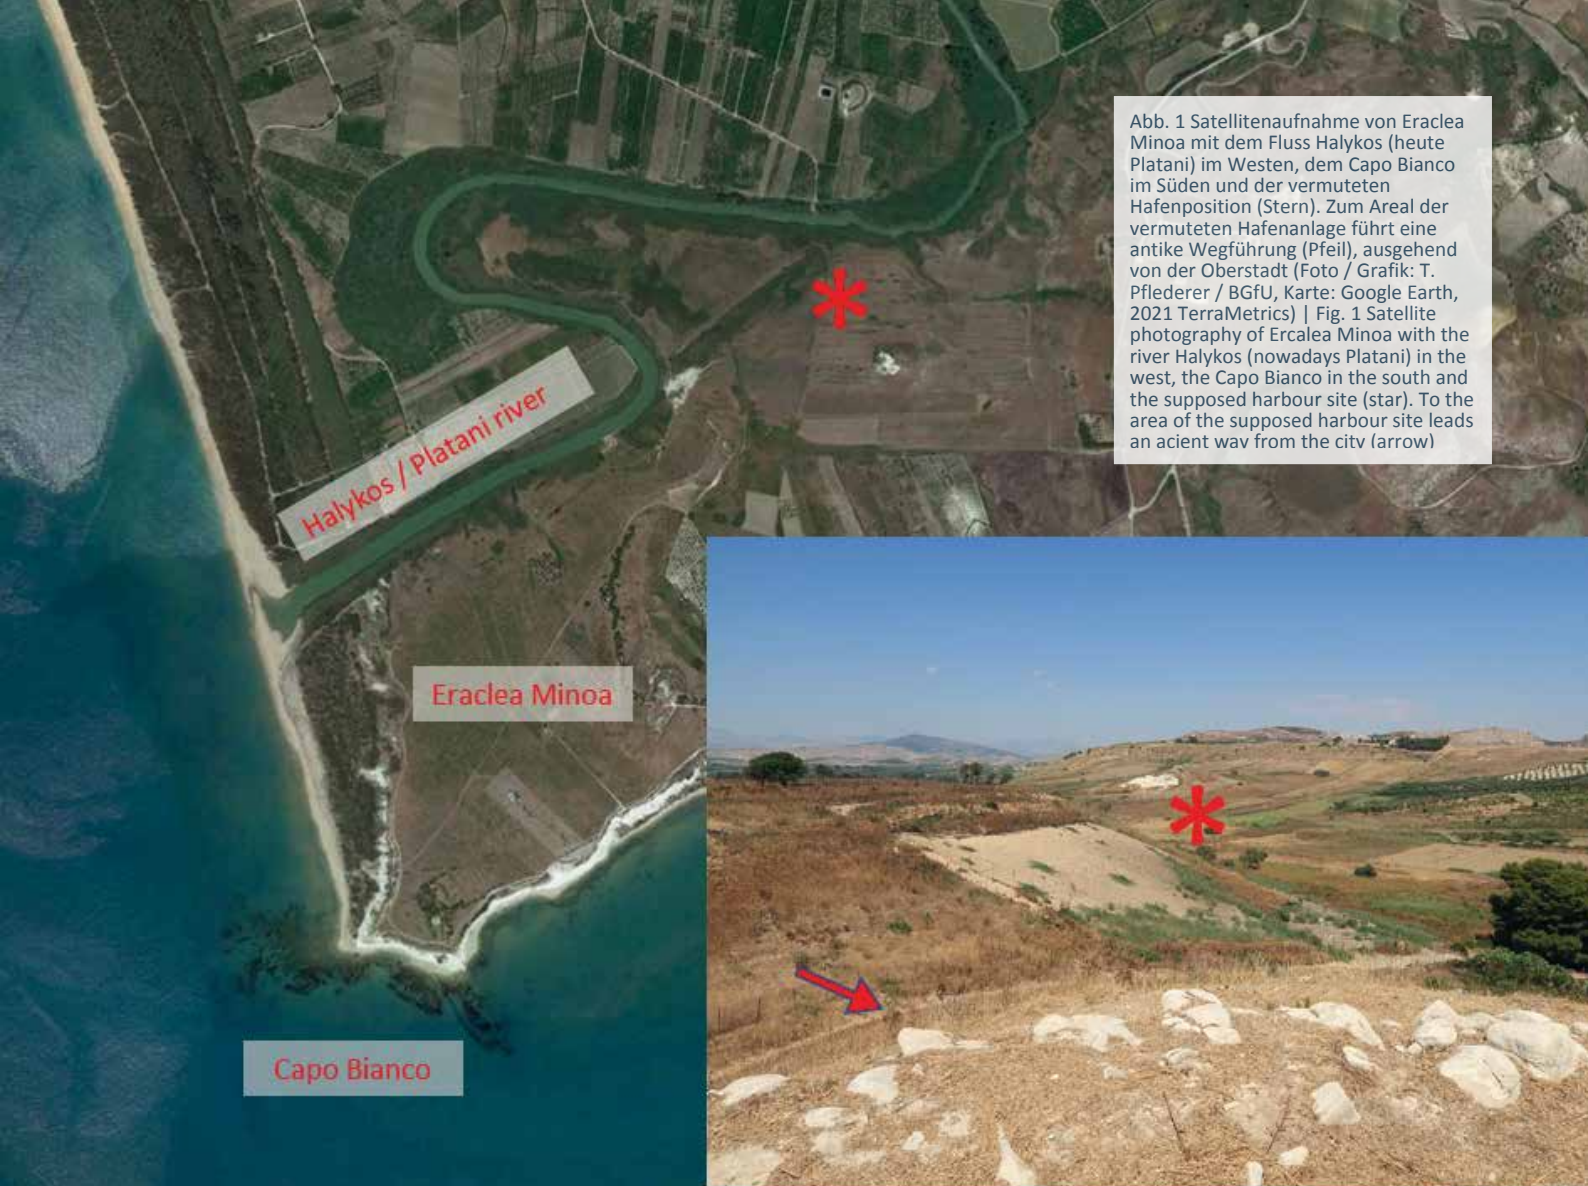 Abb. 1 Satellitenaufnahme von Eraclea
Minoa mit dem Fluss Halykos (heute
Platani) im Westen, dem Capo Bianco
im Süden und der vermuteten
Hafenposition (Stern). Zum Areal der
vermuteten Hafenanlage führt eine
antike Wegführung (Pfeil), ausgehend
von der Oberstadt (Foto / Grafik: T.
Pflederer / BGfU, Karte: Google Earth,
2021 TerraMetrics) | Fig. 1 Satellite
photography of Ercalea Minoa with the
river Halykos (nowadays Platani) in the
west, the Capo Bianco in the south and
the supposed harbour site (star). To the
area of the supposed harbour site leads
an acient way from the city (arrow)
Halykos / Platani river
Eraclea Minoa
Capo Bianco